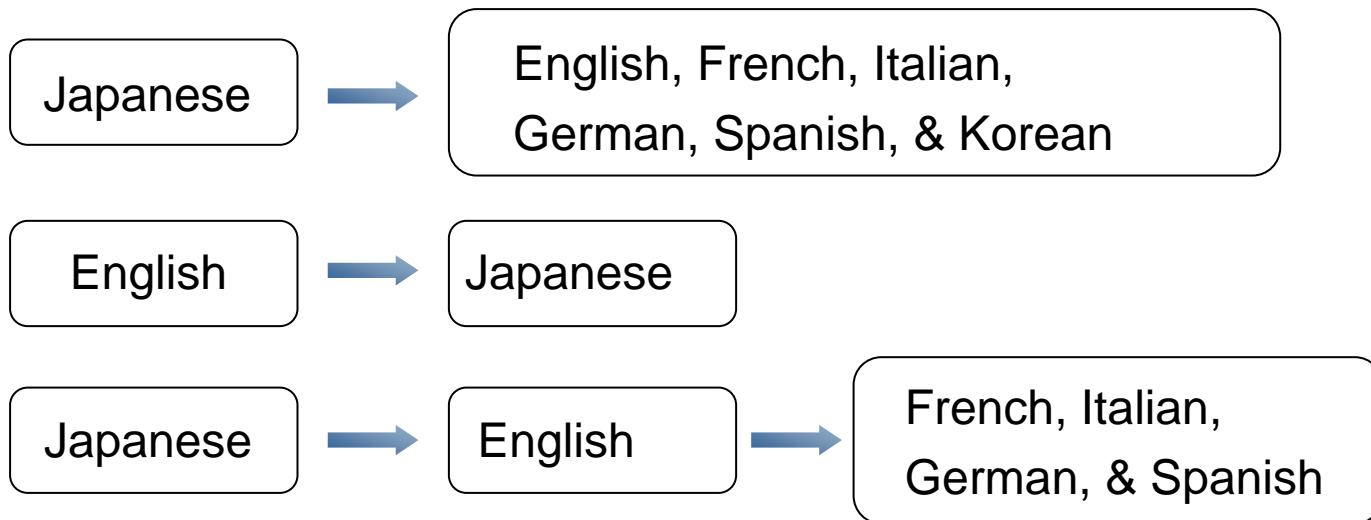 Japanese
English, French, Italian,
German, Spanish, & Korean
English
Japanese
Japanese
English
French, Italian,
German, & Spanish